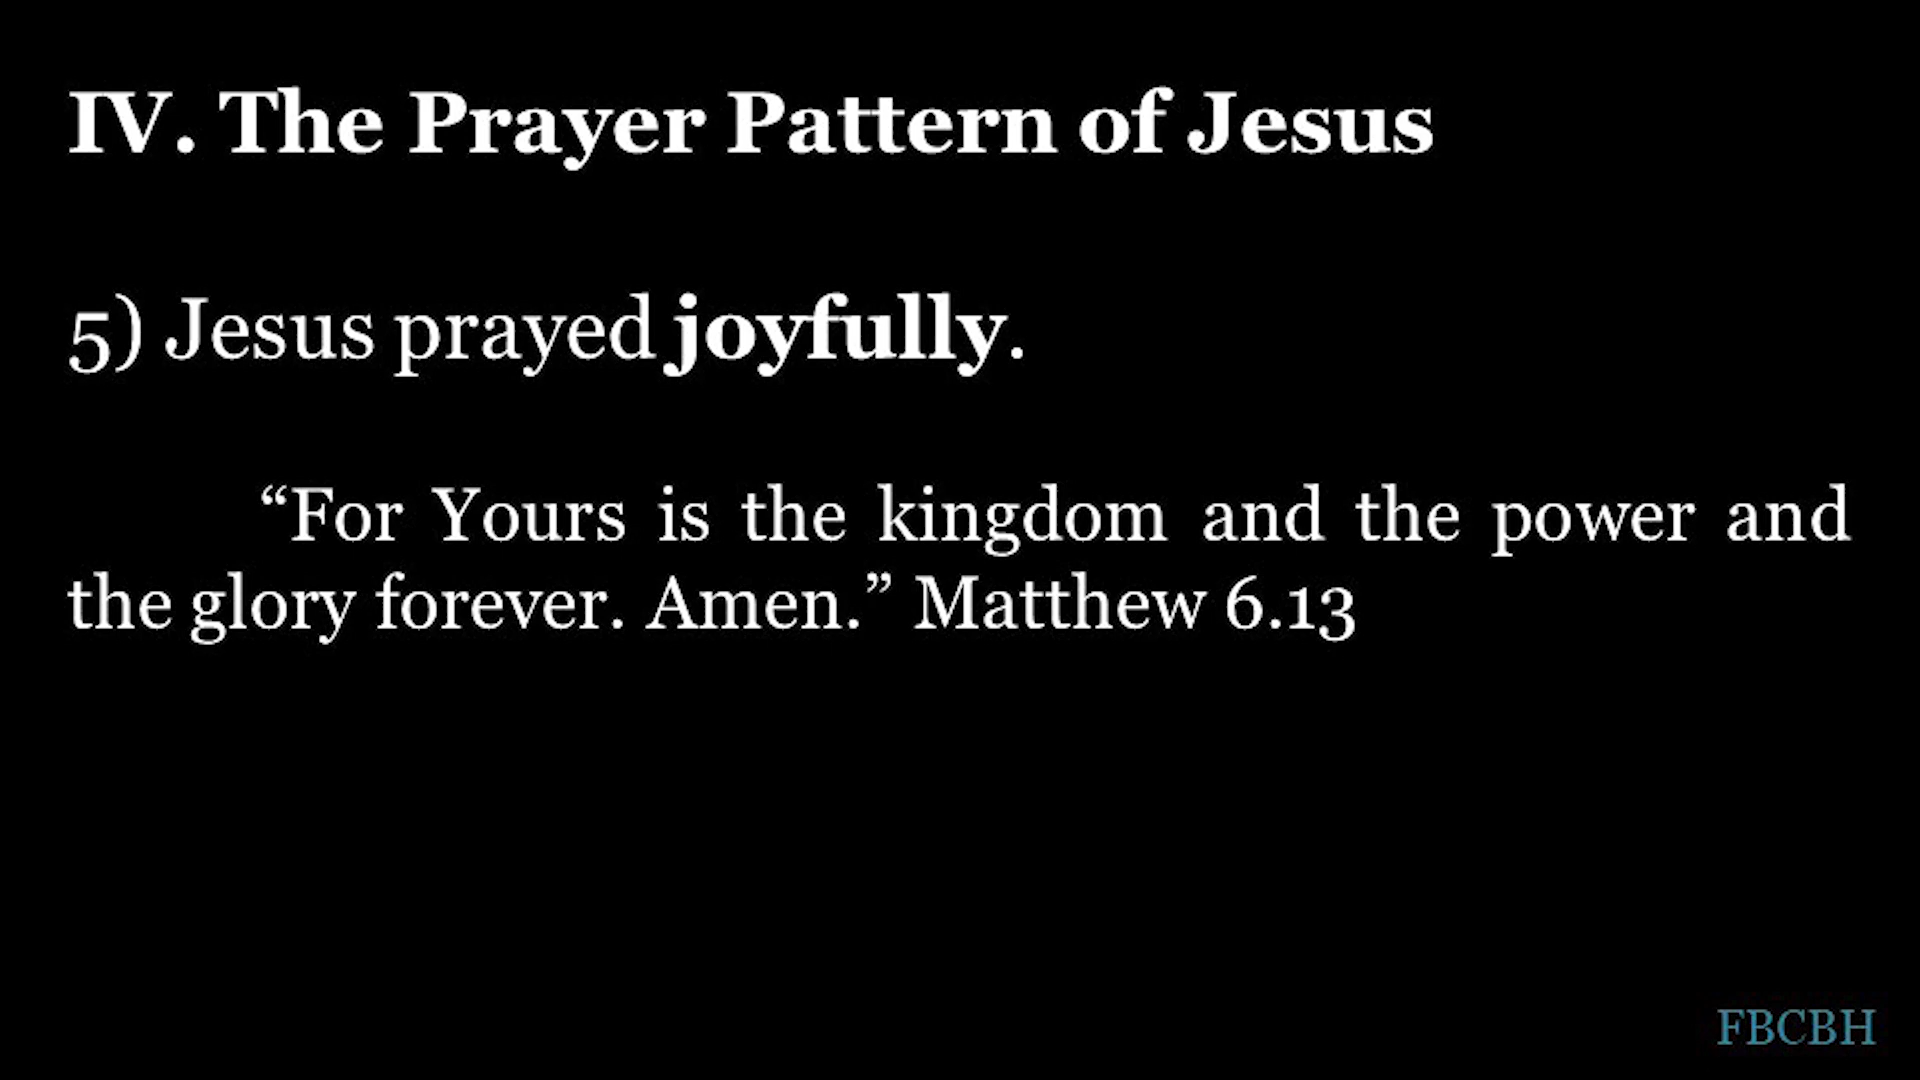 IV. The Prayer Pattern of Jesus
5) Jesus prayed joyfully.
“For Yours is the kingdom and the power and
the glory forever. Amen.” Matthew 6.13
FBCBH